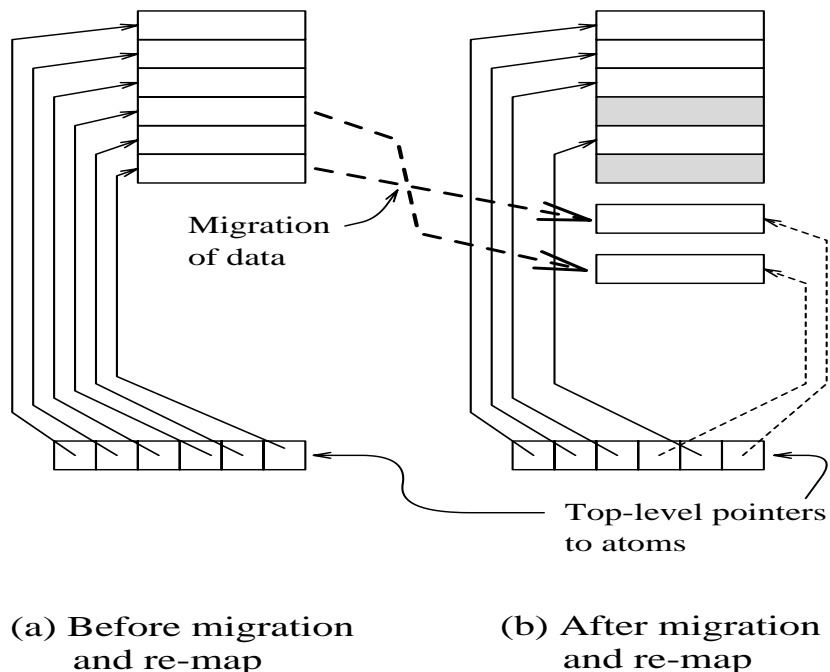 Migration
of data
Top-level pointers
to atoms
(a) Before migration
and re-map
(b) After migration
and re-map